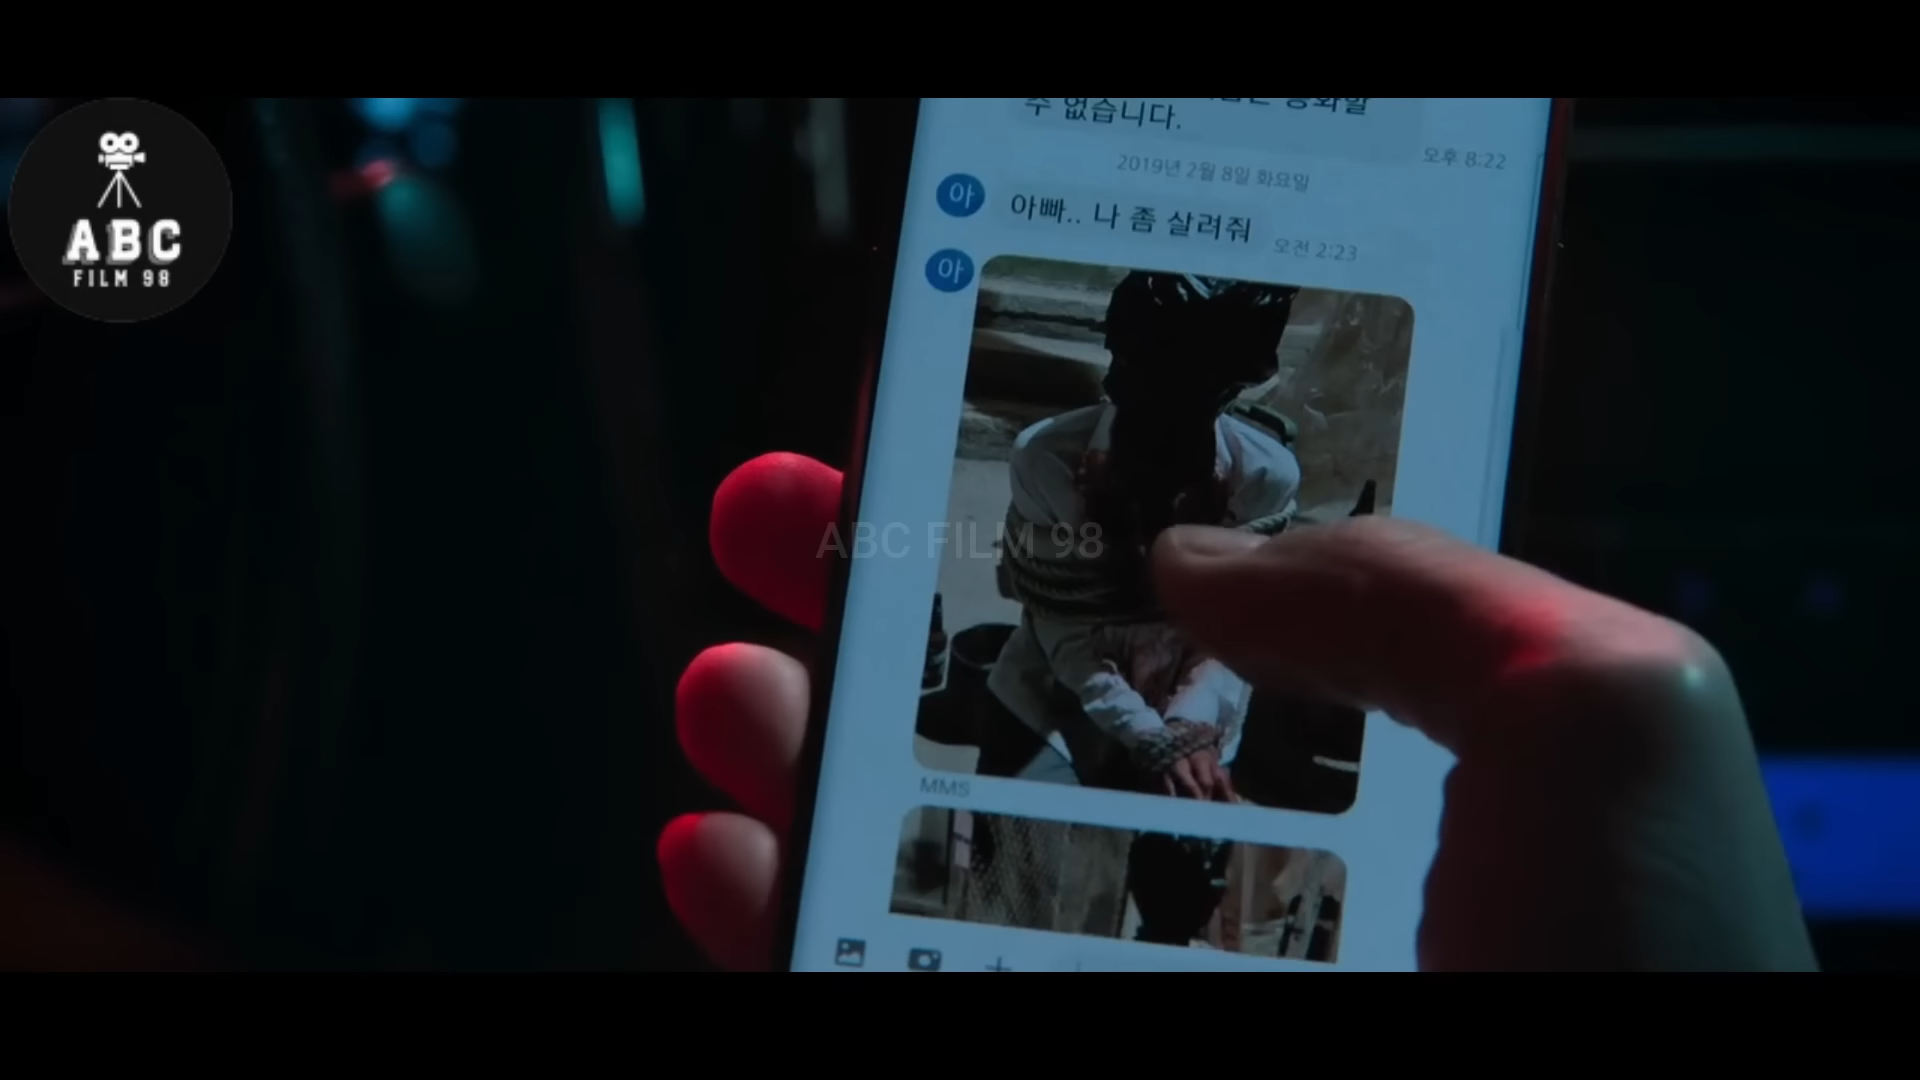 ABC
FILM 98
수 없습니다.
오후 8:22
2019년 2월 8일 화요일
아
아빠.. 나 좀 살려줘
오전 2:23
아
ABC FILM 98
MMS